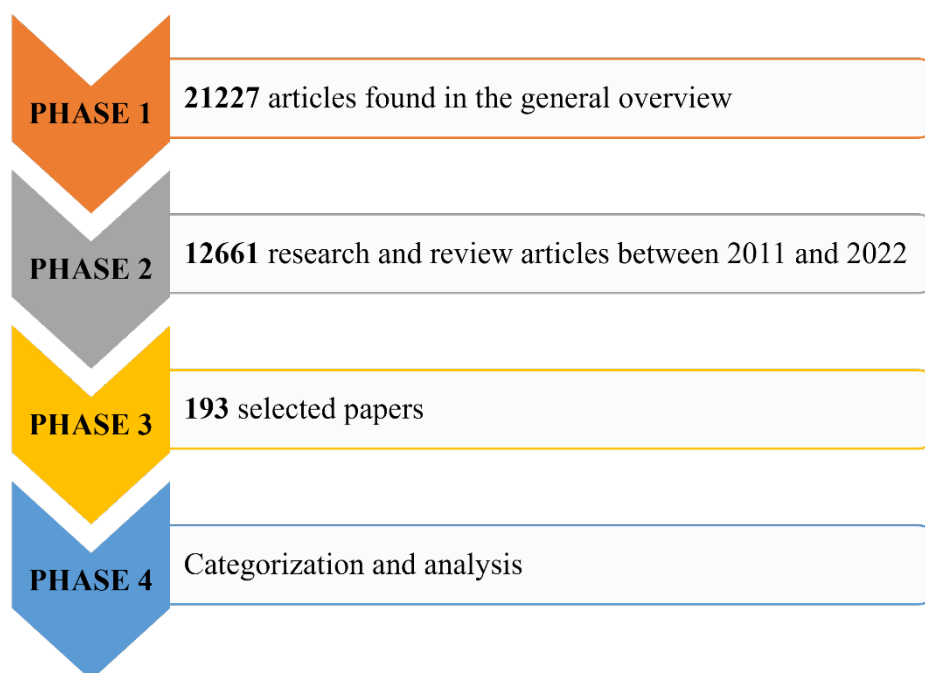 PHASE 1
21227 articles found in the general overview
PHASE 2
12661 research and review articles between 2011 and 2022
PHASE 3
193 selected papers
PHASE 4
Categorization and analysis